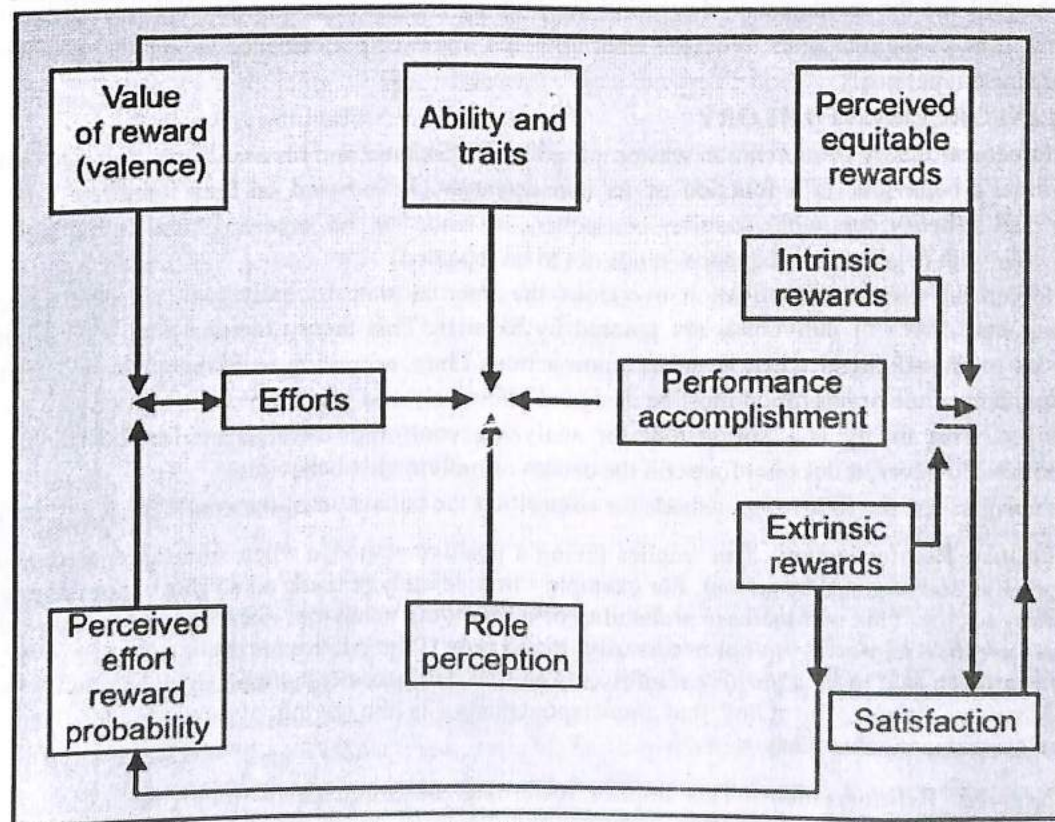 Value
of reward
(valence)
Ability and
traits
Perceived
equitable
rewards
Intrinsic
rewards
Efforts
Performance
accomplishment
Extrinsic
rewards
Perceived
effort
reward
probability
Role
perception
Satisfaction